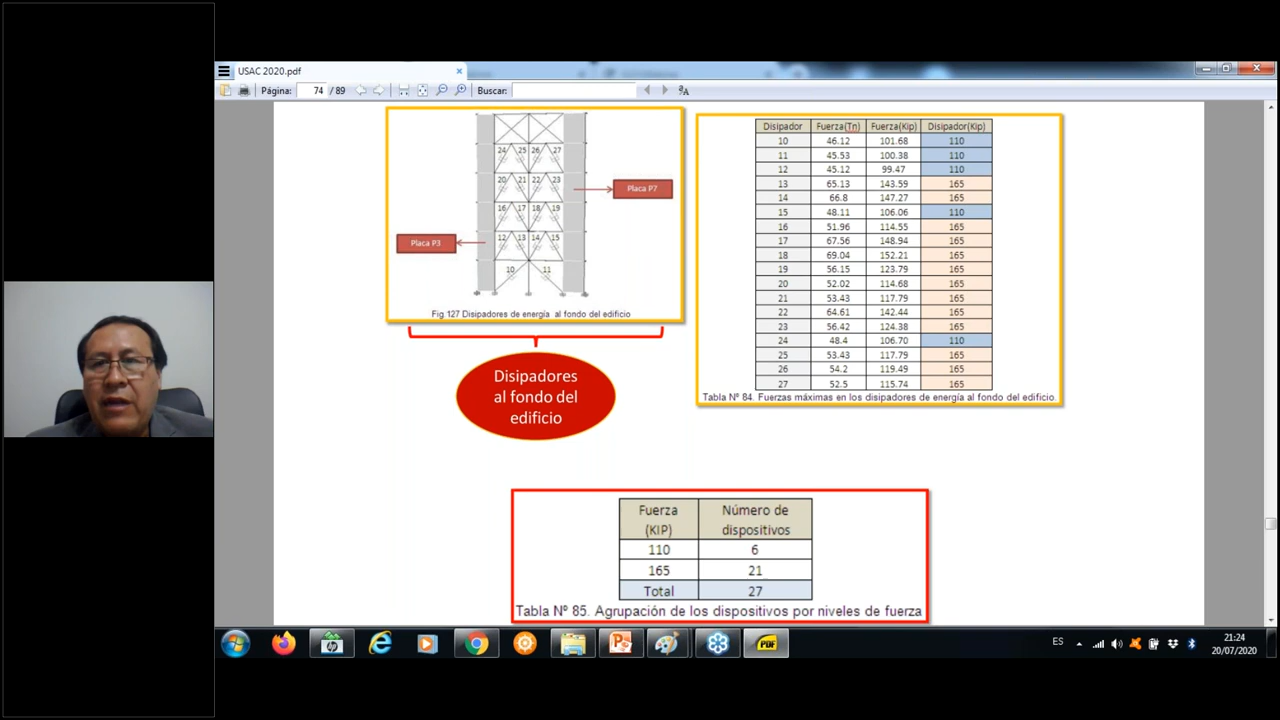 USAC 2020.pdf
Página: 74 / 89 Buscar:
24 25 26 27
20 21 22 23
Placa P7
16 17 18 19
Placa P3
12 13 14 15
10 11
Fig.127 Disipadores de energía al fondo del edificio
Disipadores
al fondo del
edificio
Disipador Fuerza(Tn) Fuerza(Kip) Disipador(Kip)
10 46.12 101.68 110
11 45.53 100.38 110
12 45.12 99.47 110
13 65.13 143.59 165
14 66.8 147.27 165
15 48.11 106.06 110
16 51.96 114.55 165
17 67.56 148.94 165
18 69.04 152.21 165
19 56.15 123.79 165
20 52.02 114.68 165
21 53.43 117.79 165
22 64.61 142.44 165
23 56.42 124.38 165
24 48.4 106.70 110
25 53.43 117.79 165
26 54.2 119.49 165
27 52.5 115.74 165
Tabla Nº 84. Fuerzas máximas en los disipadores de energía al fondo del edificio.
Fuerza (KIP) Número de dispositivos
110 6
165 21
Total 27
Tabla Nº 85. Agrupación de los dispositivos por niveles de fuerza
PDF
ES
21:24
20/07/2020